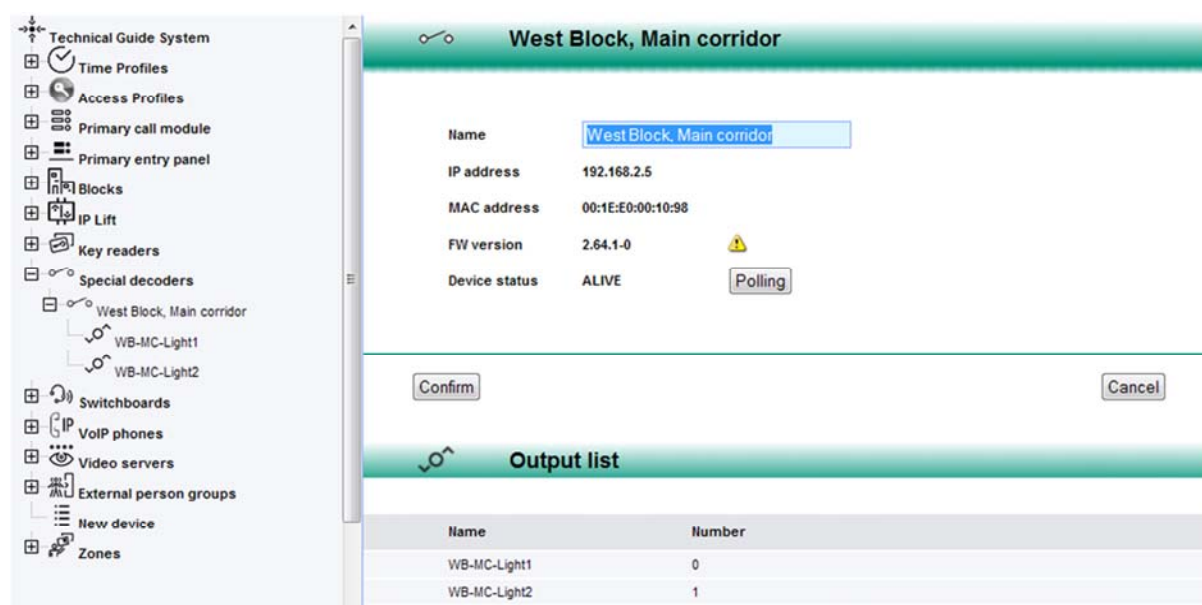 Technical Guide System
Time Profiles
Access Profiles
Primary call module
Primary entry panel
Blocks
IP Lift
Key readers
Special decoders
West Block, Main corridor
WB-MC-Light1
WB-MC-Light2
Switchboards
IP
VoIP phones
Video servers
External person groups
New device
Zones
West Block, Main corridor
Name West Block, Main corridor
IP address 192.168.2.5
MAC address 00:1E:E0:00:10:98
FW version 2.64.1-0
Device status ALIVE Polling
Confirm Cancel
Output list
Name Number
WB-MC-Light1 0
WB-MC-Light2 1